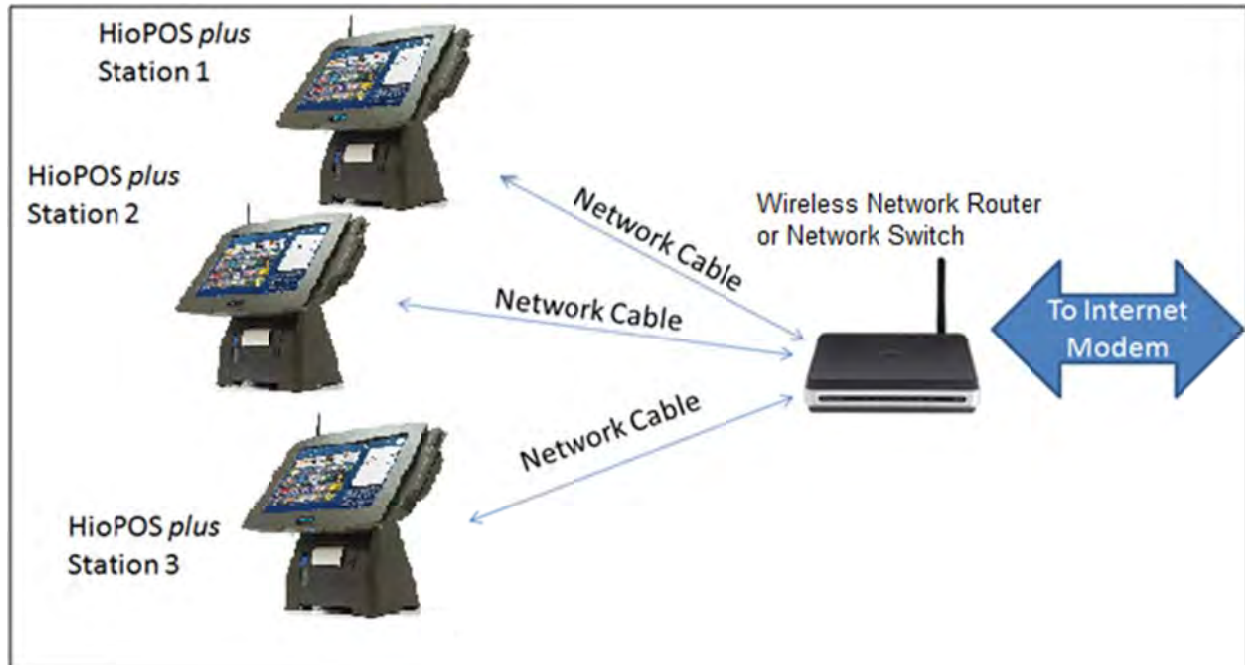 HioPOS plus
Station 1
HioPOS plus
Station 2
Network Cable
Wireless Network Router
or Network Switch
Network Cable
To Internet
Modem
Network Cable
HioPOS plus
Station 3